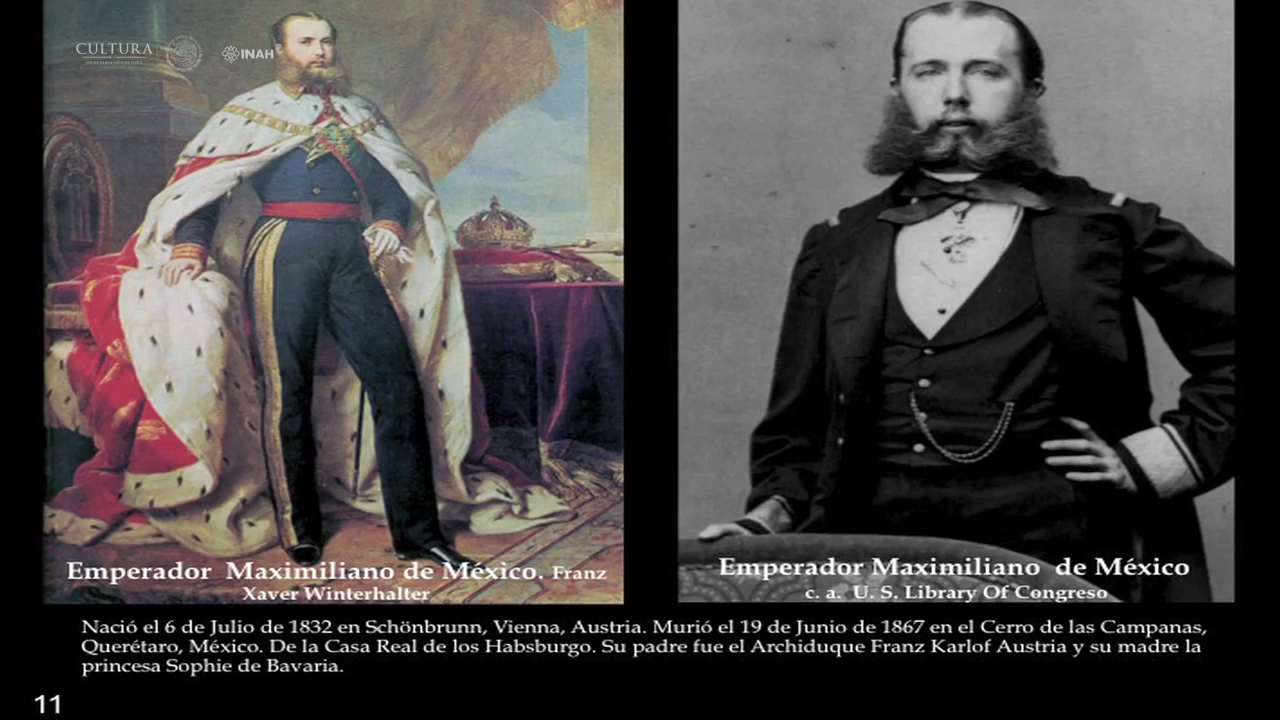 CULTURA
INAH
Emperador Maximiliano de México. Franz
Xaver Winterhalter
Emperador Maximiliano de México
c. a. U. S. Library Of Congreso
Nació el 6 de Julio de 1832 en Schönbrunn, Vienna, Austria. Murió el 19 de Junio de 1867 en el Cerro de las Campanas,
Querétaro, México. De la Casa Real de los Habsburgo. Su padre fue el Archiduque Franz Karlof Austria y su madre la
princesa Sophie de Bavaria.
11